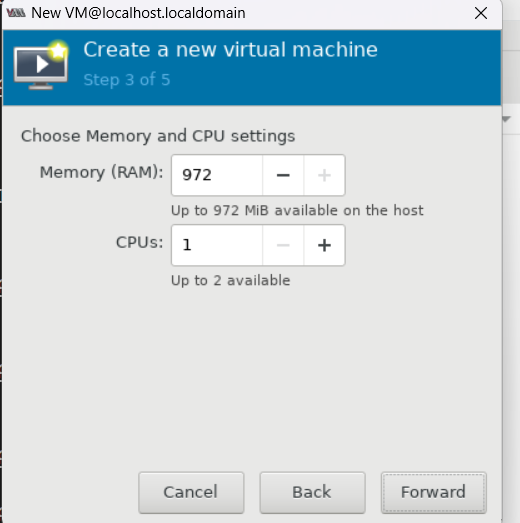 New VM@localhost.localdomain
Create a new virtual machine
Step 3 of 5
Choose Memory and CPU settings
Memory (RAM): 972
Up to 972 MiB available on the host
CPUs: 1
Up to 2 available
Cancel Back Forward